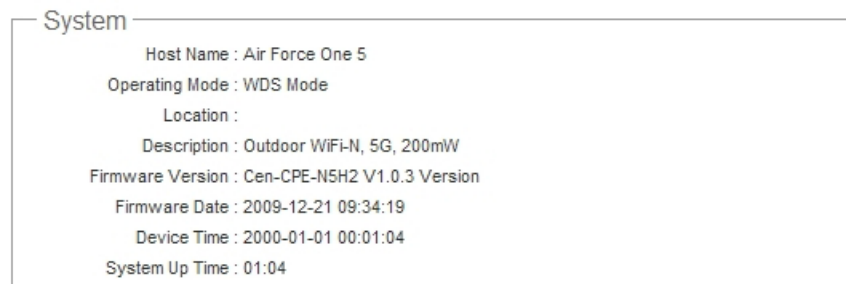 System
Host Name : Air Force One 5
Operating Mode : WDS Mode
Location :
Description : Outdoor WiFi-N, 5G, 200mW
Firmware Version : Cen-CPE-N5H2 V1.0.3 Version
Firmware Date : 2009-12-21 09:34:19
Device Time : 2000-01-01 00:01:04
System Up Time : 01:04